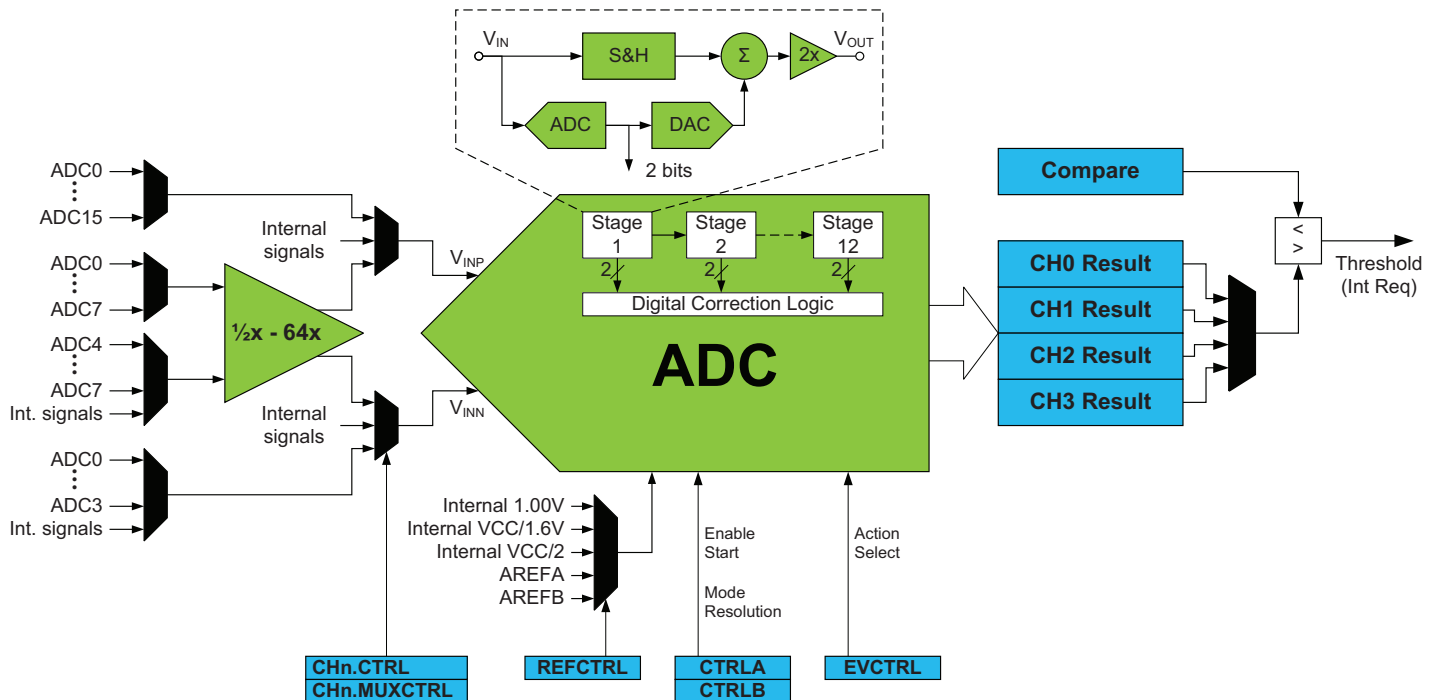 V_IN
S&H
Σ
2x
V_OUT
ADC
DAC
2 bits
ADC0
ADC15
Internal
signals
ADC0
ADC7
½x - 64x
ADC4
ADC7
Int. signals
Internal
signals
ADC0
ADC3
Int. signals
V_INP
V_INN
Stage
1
Stage
2
Stage
12
2
2
2
Digital Correction Logic
ADC
Compare
CH0 Result
CH1 Result
CH2 Result
CH3 Result
<
>
Threshold
(Int Req)
Internal 1.00V
Internal VCC/1.6V
Internal VCC/2
AREFA
AREFB
Enable
Start
Mode
Resolution
Action
Select
CHn.CTRL
CHn.MUXCTRL
REFCTRL
CTRLA
CTRLB
EVCTRL